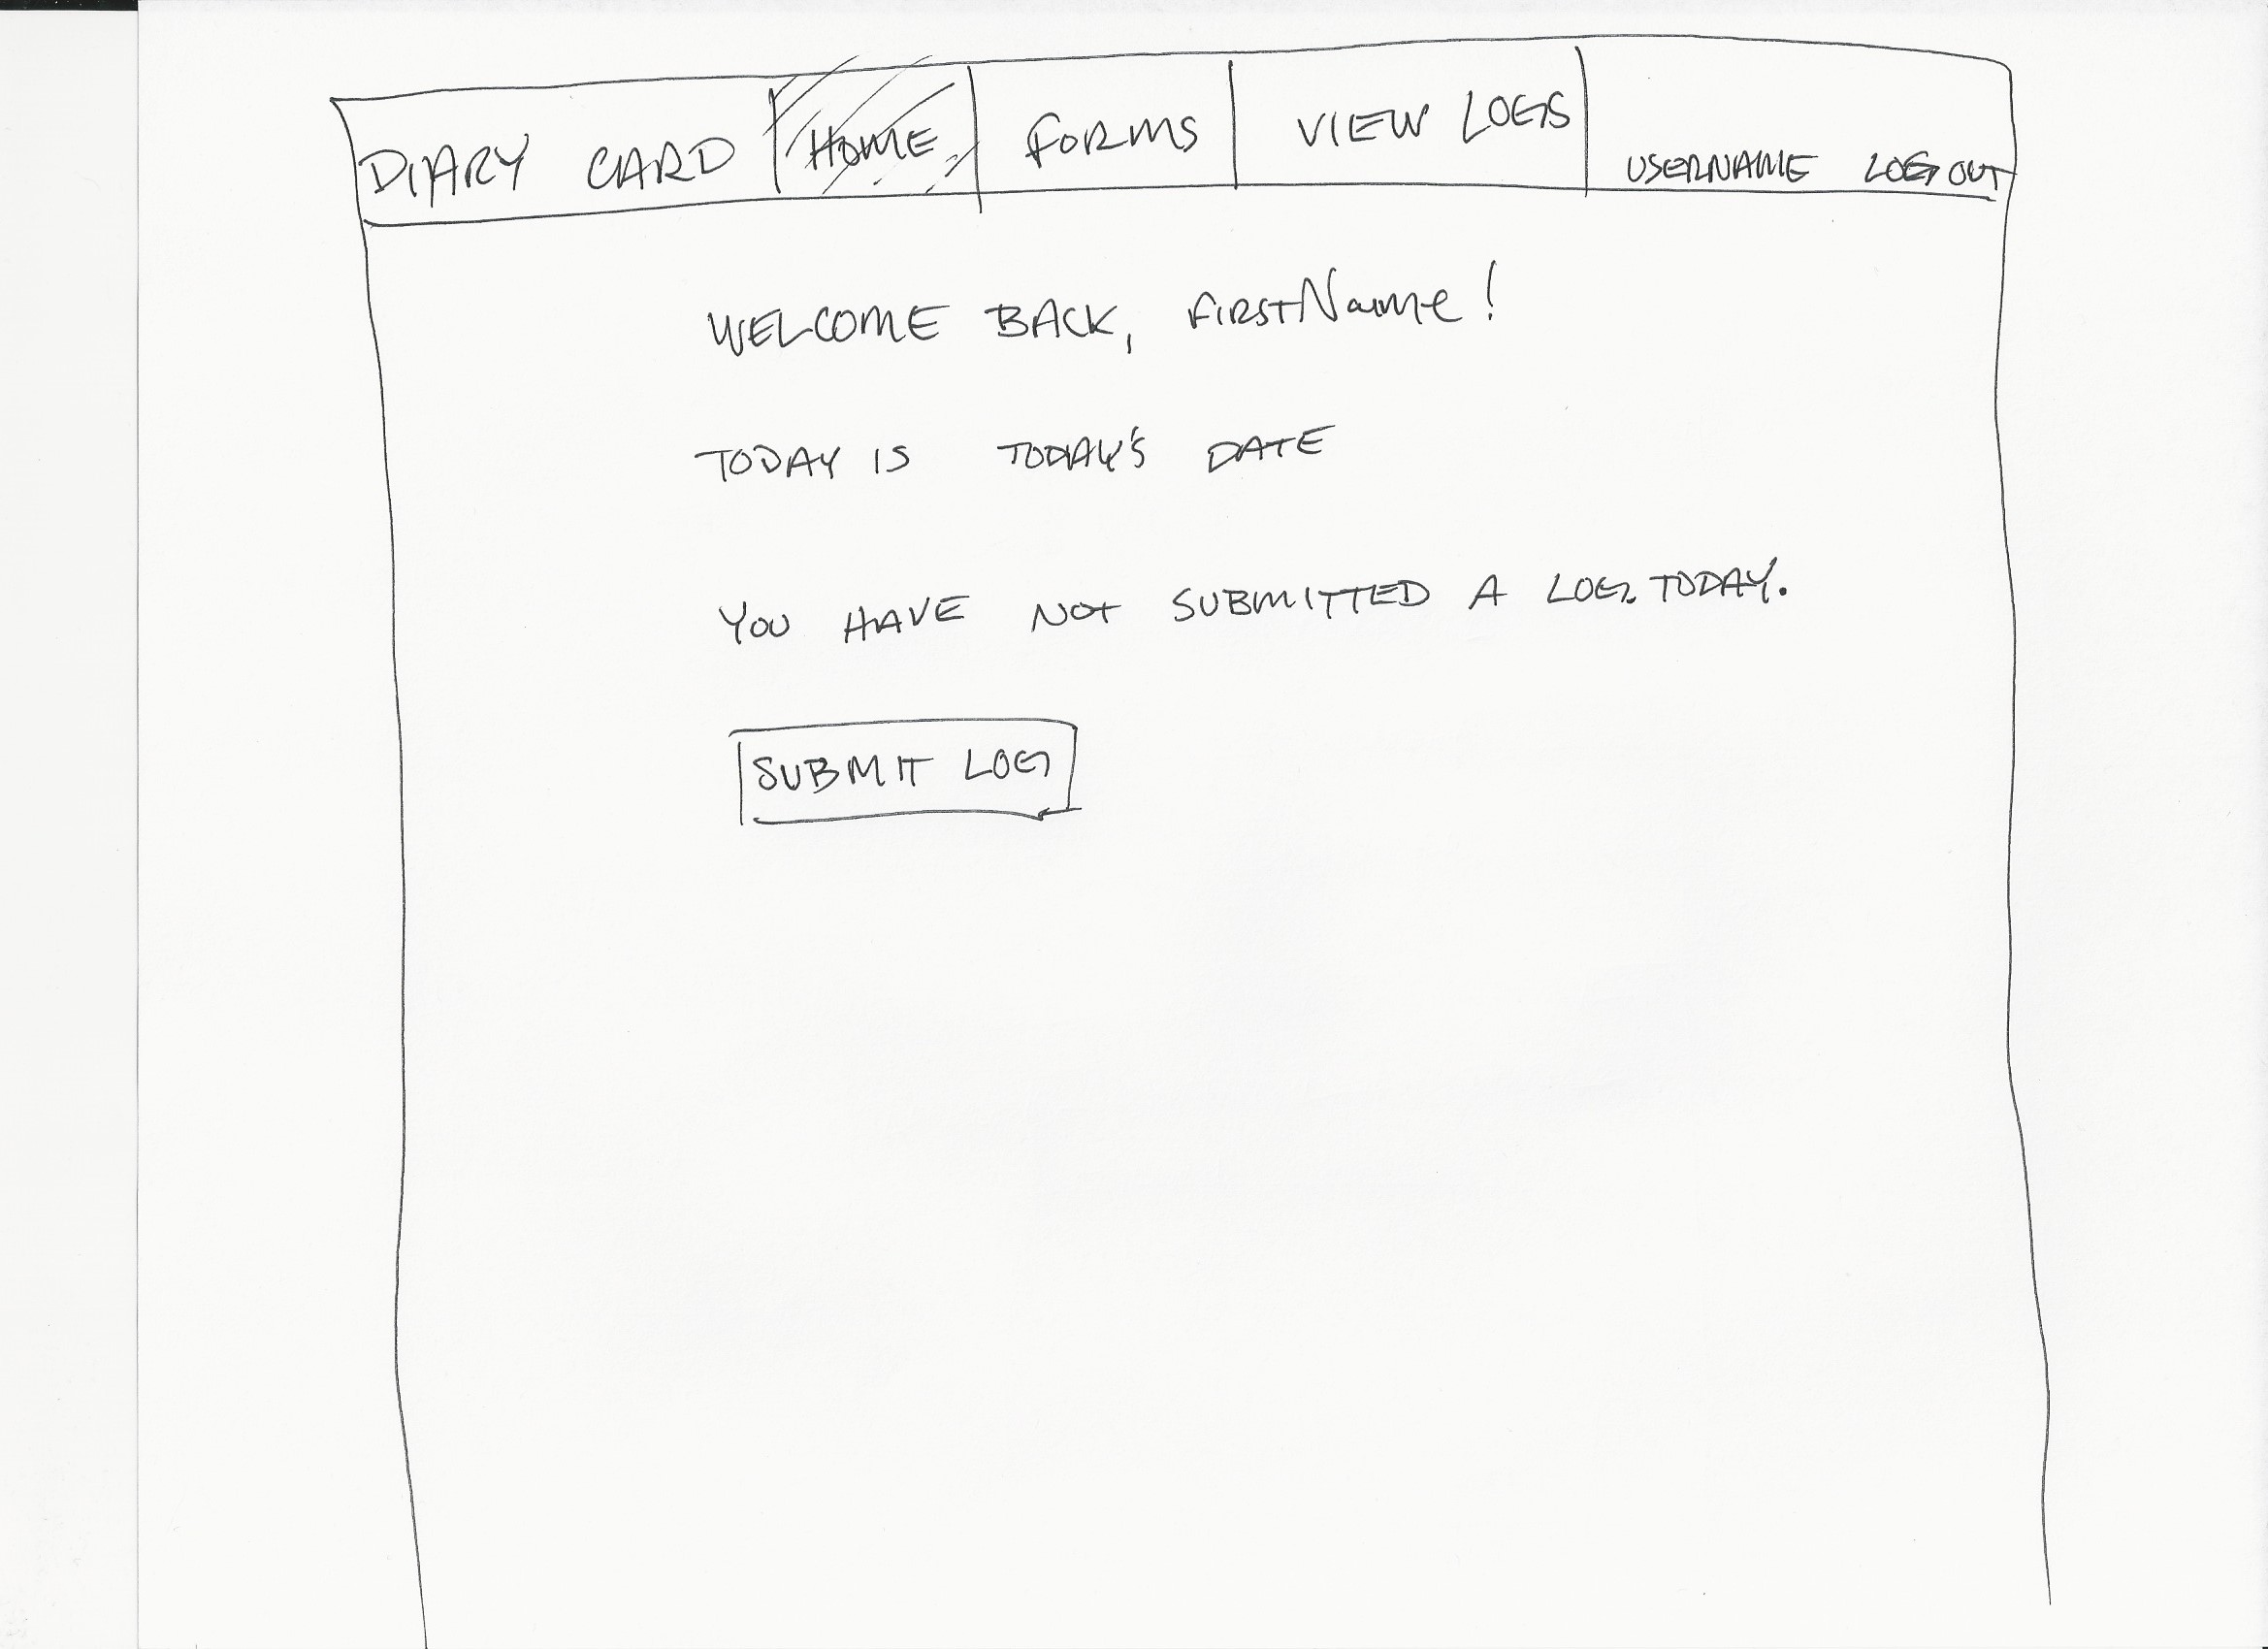 DIARY CARD HOME FORMS VIEW LOGS USERNAME LOG OUT
WELCOME BACK, FIRSTName!
TODAY IS TODAY'S DATE
YOU HAVE NOT SUBMITTED A LOG TODAY.
SUBMIT LOG